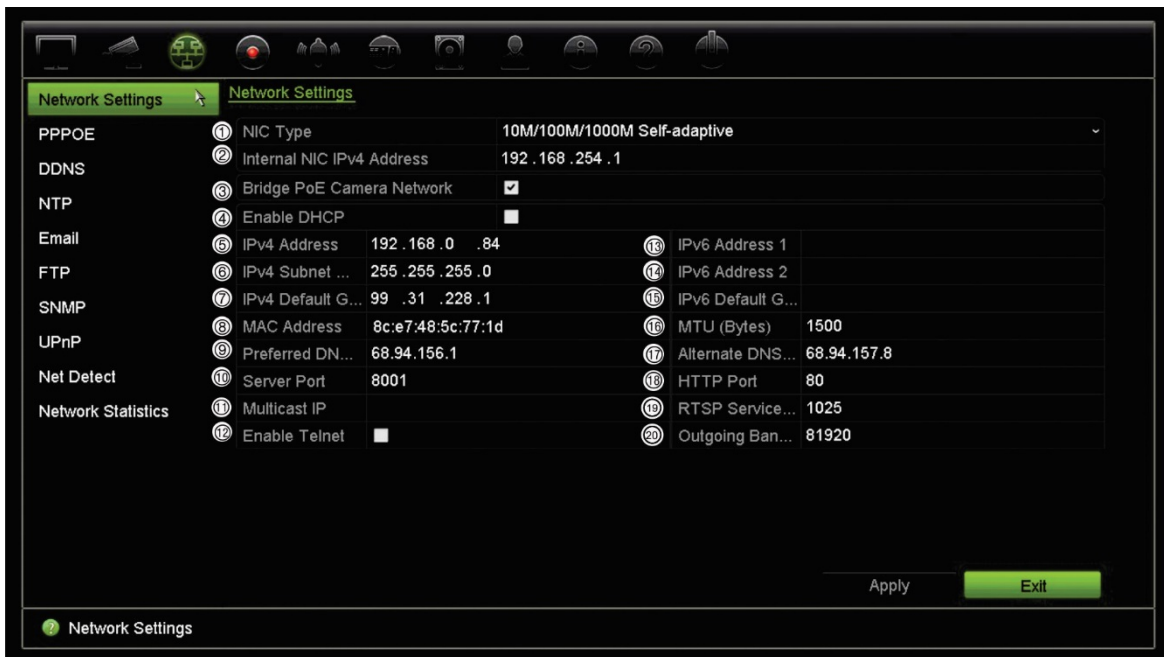 Network Settings
Network Settings
PPPOE
DDNS
NTP
Email
FTP
SNMP
UPnP
Net Detect
Network Statistics
① NIC Type 10M/100M/1000M Self-adaptive
② Internal NIC IPv4 Address 192.168.254.1
③ Bridge PoE Camera Network
④ Enable DHCP
⑤ IPv4 Address 192.168.0.84 ⑬ IPv6 Address 1
⑥ IPv4 Subnet ... 255.255.255.0 ⑭ IPv6 Address 2
⑦ IPv4 Default G... 99.31.228.1 ⑮ IPv6 Default G...
⑧ MAC Address 8c:e7:48:5c:77:1d ⑯ MTU (Bytes) 1500
⑨ Preferred DN... 68.94.156.1 ⑰ Alternate DNS... 68.94.157.8
⑩ Server Port 8001 ⑱ HTTP Port 80
⑪ Multicast IP ⑲ RTSP Service... 1025
⑫ Enable Telnet ⑳ Outgoing Ban... 81920
Apply Exit
? Network Settings